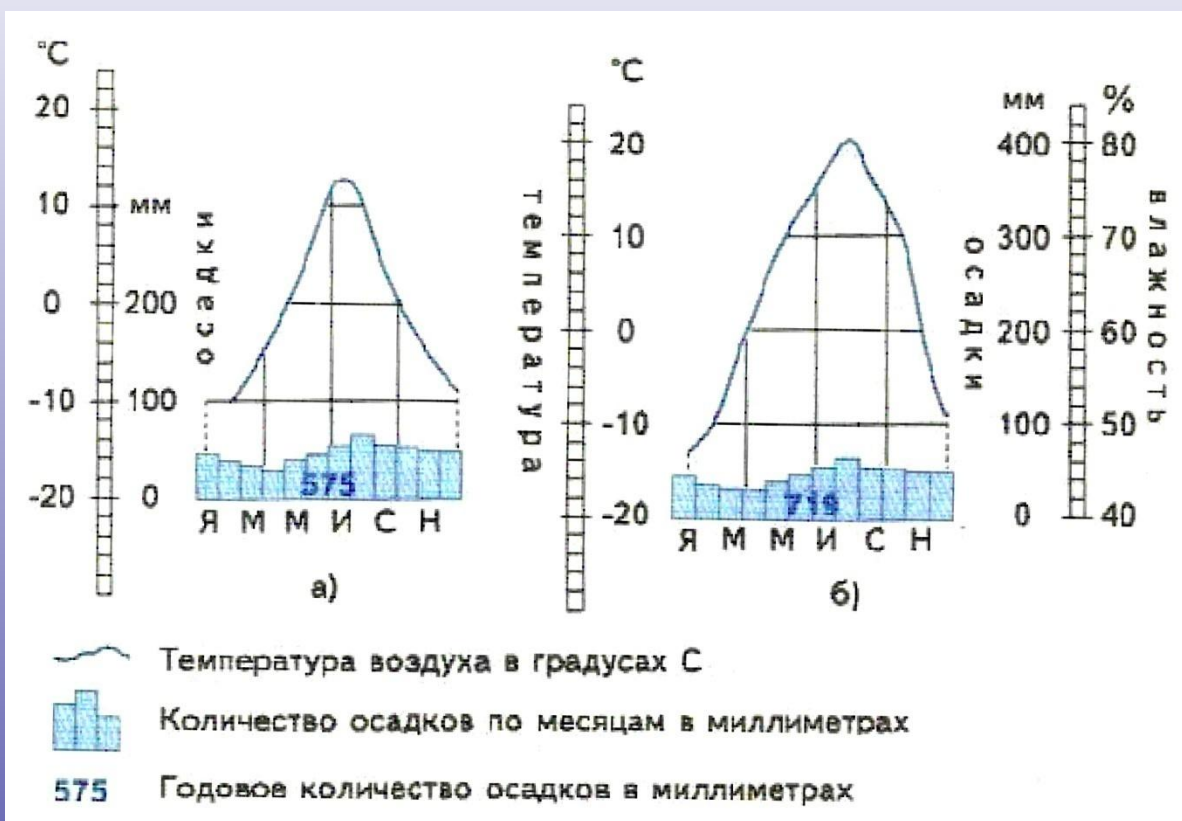 °C
20
10
0
-10
-20
мм
200
100
0
осадки
575
Я М М И С Н
а)
температура
°C
20
10
0
-10
-20
719
Я М М И С Н
б)
осадки
мм
400
300
200
100
0
%
80
70
60
50
40
влажность
Температура воздуха в градусах С
Количество осадков по месяцам в миллиметрах
575 Годовое количество осадков в миллиметрах